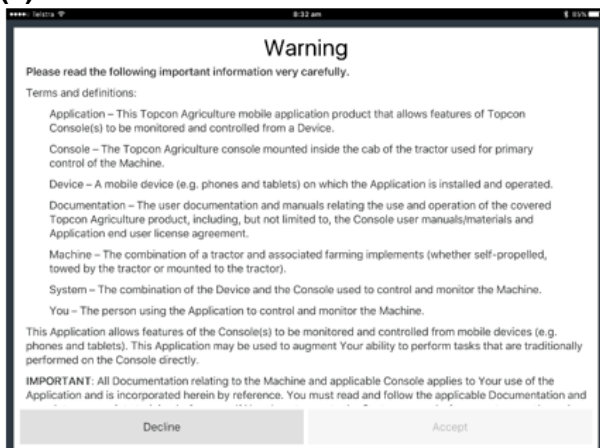 Telstra
8:32 am
85%
Warning
Please read the following important information very carefully.
Terms and definitions:
Application – This Topcon Agriculture mobile application product that allows features of Topcon
Console(s) to be monitored and controlled from a Device.
Console – The Topcon Agriculture console mounted inside the cab of the tractor used for primary
control of the Machine.
Device – A mobile device (e.g. phones and tablets) on which the Application is installed and operated.
Documentation – The user documentation and manuals relating the use and operation of the covered
Topcon Agriculture product, including, but not limited to, the Console user manuals/materials and
Application end user license agreement.
Machine – The combination of a tractor and associated farming implements (whether self-propelled,
towed by the tractor or mounted to the tractor).
System – The combination of the Device and the Console used to control and monitor the Machine.
You – The person using the Application to control and monitor the Machine.
This Application allows features of the Console(s) to be monitored and controlled from mobile devices (e.g.
phones and tablets). This Application may be used to augment Your ability to perform tasks that are traditionally
performed on the Console directly.
IMPORTANT: All Documentation relating to the Machine and applicable Console applies to Your use of the
Application and is incorporated herein by reference. You must read and follow the applicable Documentation and
Decline
Accept